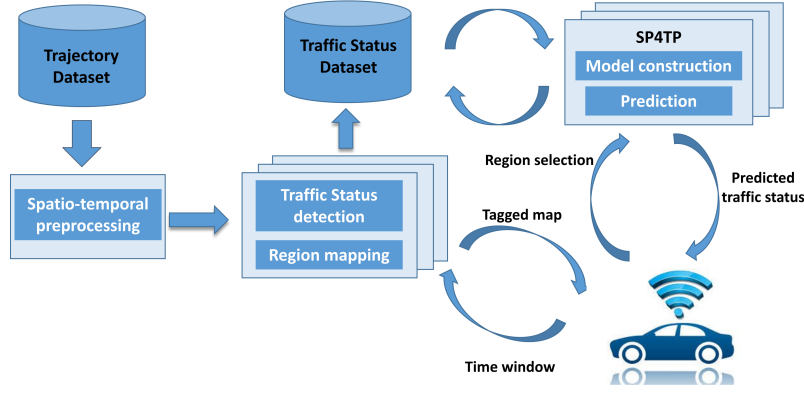 Trajectory
Dataset
Traffic Status
Dataset
SP4TP
Model construction
Prediction
Spatio-temporal
preprocessing
Traffic Status
detection
Region mapping
Region selection
Predicted
traffic status
Tagged map
Time window